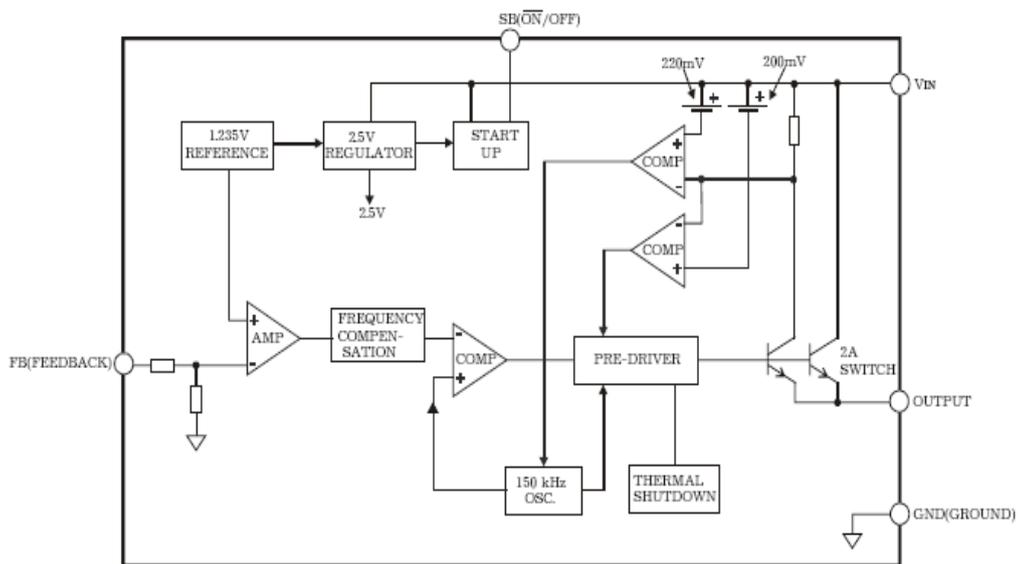 SB(ON/OFF)
220mV
200mV
VIN
1.235V
REFERENCE
2.5V
REGULATOR
START
UP
COMP
2.5V
COMP
FREQUENCY
COMPEN-
SATION
AMP
COMP
PRE-DRIVER
2A
SWITCH
FB(FEEDBACK)
OUTPUT
150 kHz
OSC.
THERMAL
SHUTDOWN
GND(GROUND)